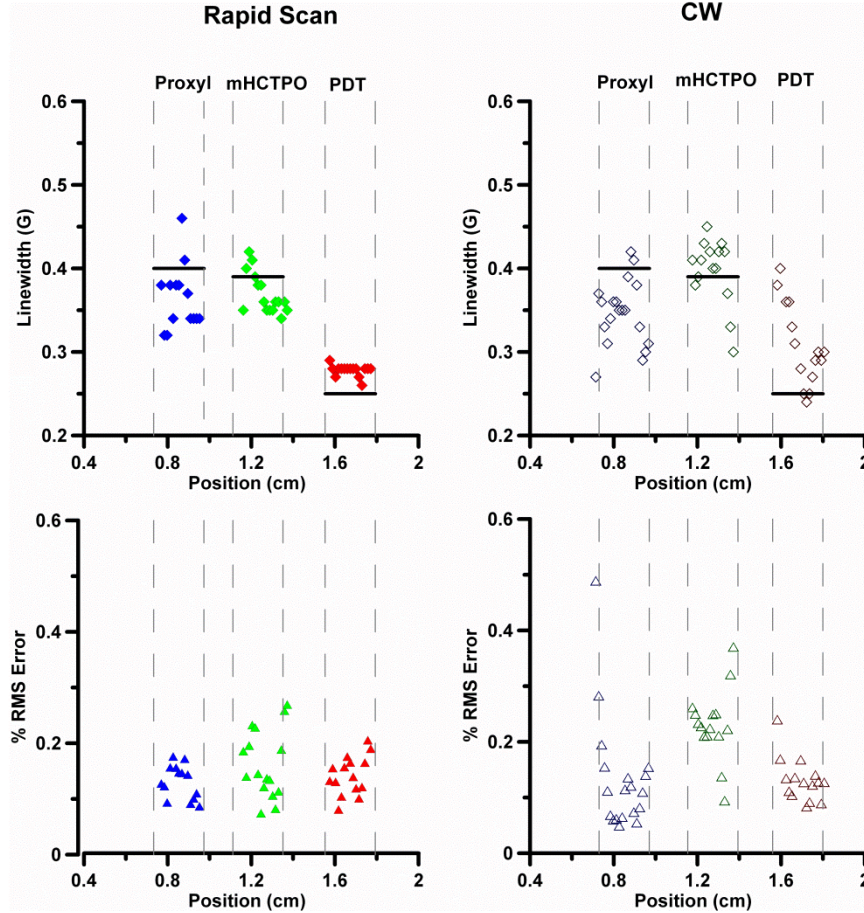 Rapid Scan
CW
Proxyl mHCTPO PDT
Proxyl mHCTPO PDT
0.6
0.5
0.4
0.3
0.2
Linewidth (G)
0.4 0.8 1.2 1.6 2
Position (cm)
0.6
0.5
0.4
0.3
0.2
Linewidth (G)
0.4 0.8 1.2 1.6 2
Position (cm)
0.6
0.4
0.2
0
% RMS Error
0.4 0.8 1.2 1.6 2
Position (cm)
0.6
0.4
0.2
0
% RMS Error
0.4 0.8 1.2 1.6 2
Position (cm)